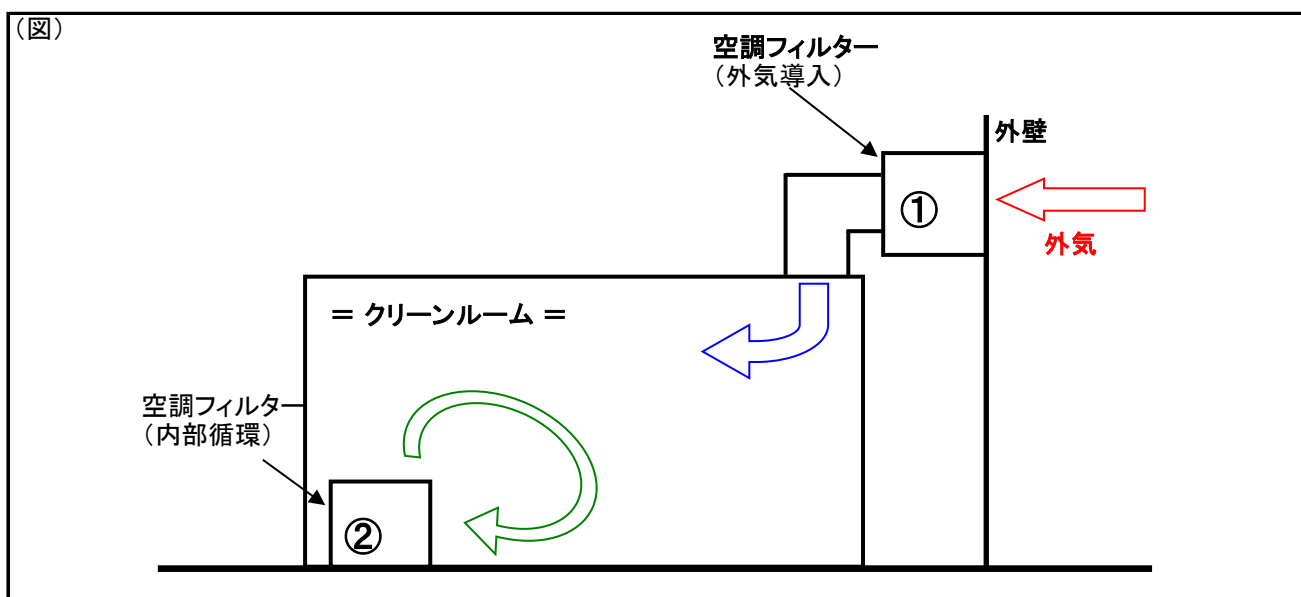 （図）
空調フィルター
（外気導入）
外壁
①
外気
＝ クリーンルーム ＝
空調フィルター
（内部循環）
②